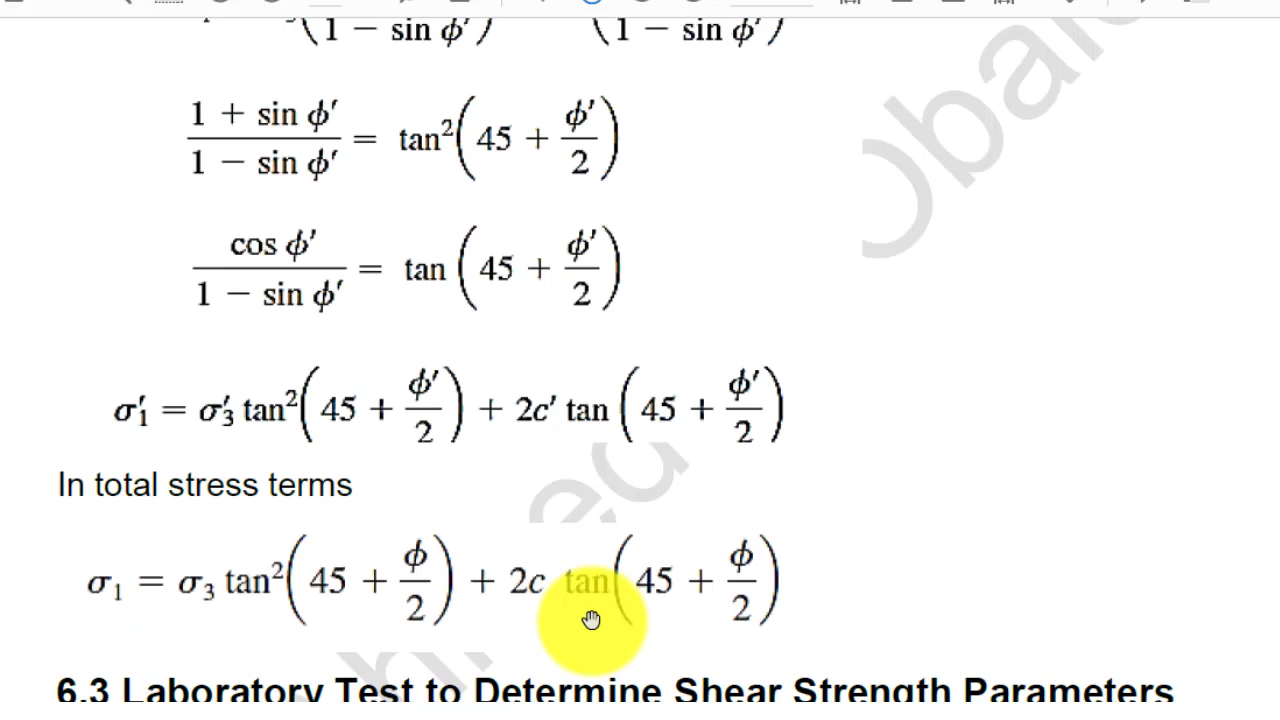 (1 − sin ϕ′) (1 − sin ϕ′)
1 + sin ϕ′ / 1 − sin ϕ′ = tan²(45 + ϕ′/2)
cos ϕ′ / 1 − sin ϕ′ = tan (45 + ϕ′/2)
σ′₁ = σ′₃ tan²(45 + ϕ′/2) + 2c′ tan (45 + ϕ′/2)
In total stress terms
σ₁ = σ₃ tan²(45 + ϕ/2) + 2c tan(45 + ϕ/2)
6.3 Laboratory Test to Determine Shear Strength Parameters